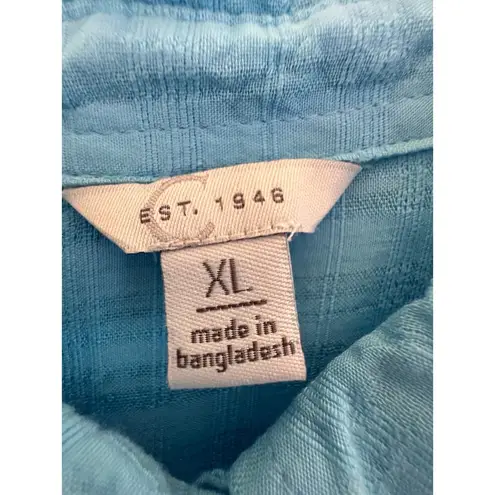 C
EST. 1946
XL
made in
bangladesh